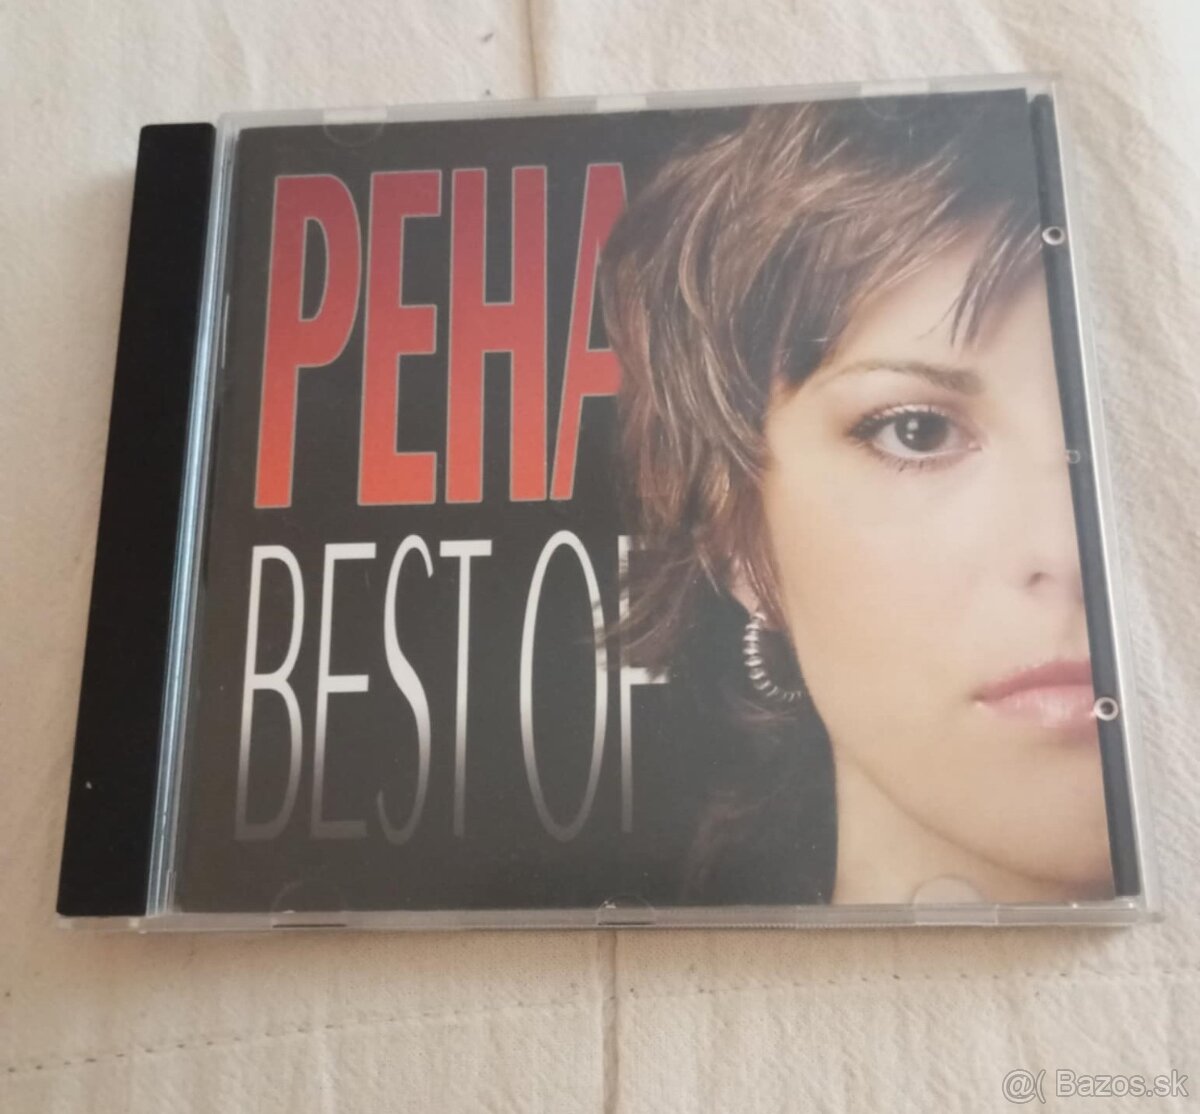 PEHA
BEST OF
@( Bazos.sk